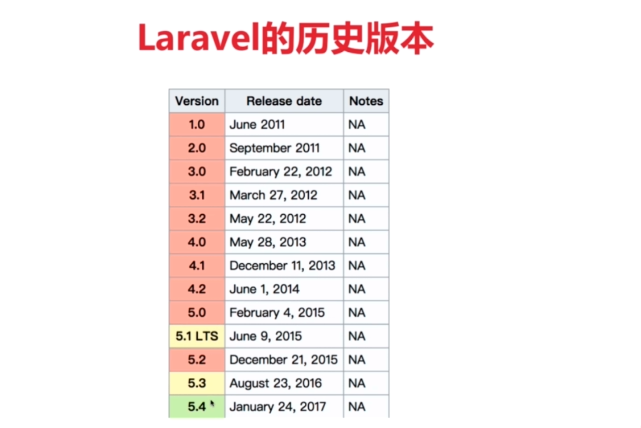 Laravel的历史版本
Version Release date Notes
1.0 June 2011 NA
2.0 September 2011 NA
3.0 February 22, 2012 NA
3.1 March 27, 2012 NA
3.2 May 22, 2012 NA
4.0 May 28, 2013 NA
4.1 December 11, 2013 NA
4.2 June 1, 2014 NA
5.0 February 4, 2015 NA
5.1 LTS June 9, 2015 NA
5.2 December 21, 2015 NA
5.3 August 23, 2016 NA
5.4 January 24, 2017 NA